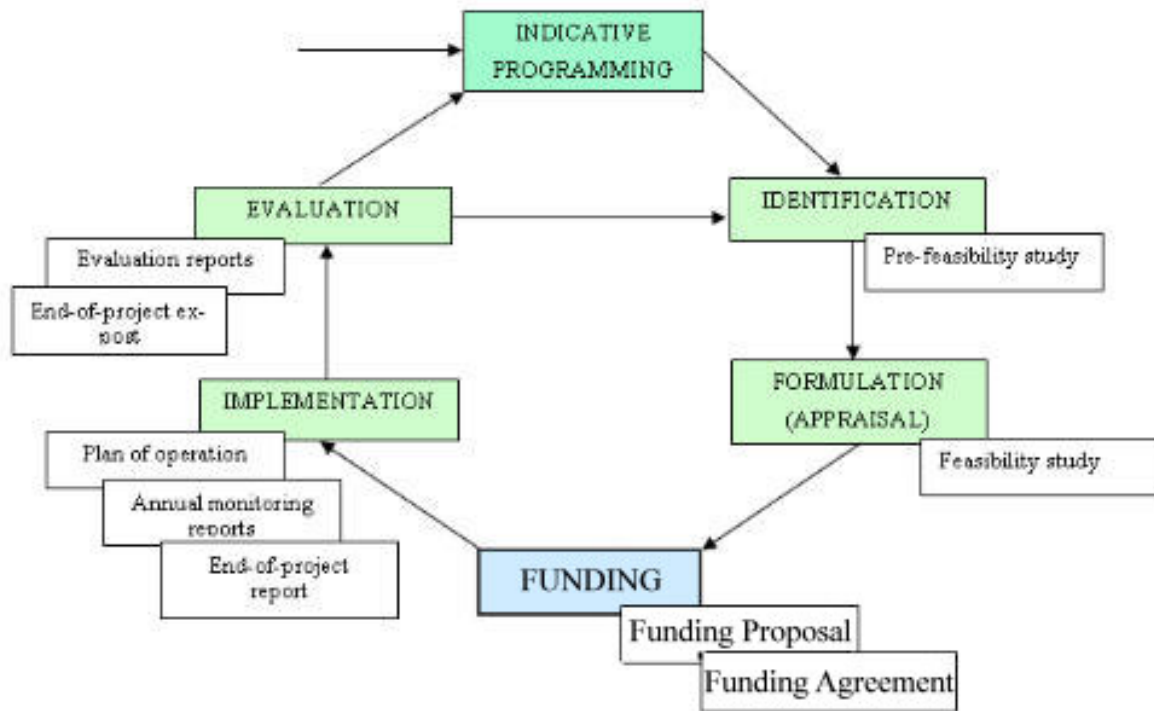 INDICATIVE
PROGRAMMING
EVALUATION
IDENTIFICATION
Evaluation reports
Pre-feasibility study
End-of-project ex-
post
IMPLEMENTATION
FORMULATION
(APPRAISAL)
Plan of operation
Feasibility study
Annual monitoring
reports
End-of-project
report
FUNDING
Funding Proposal
Funding Agreement